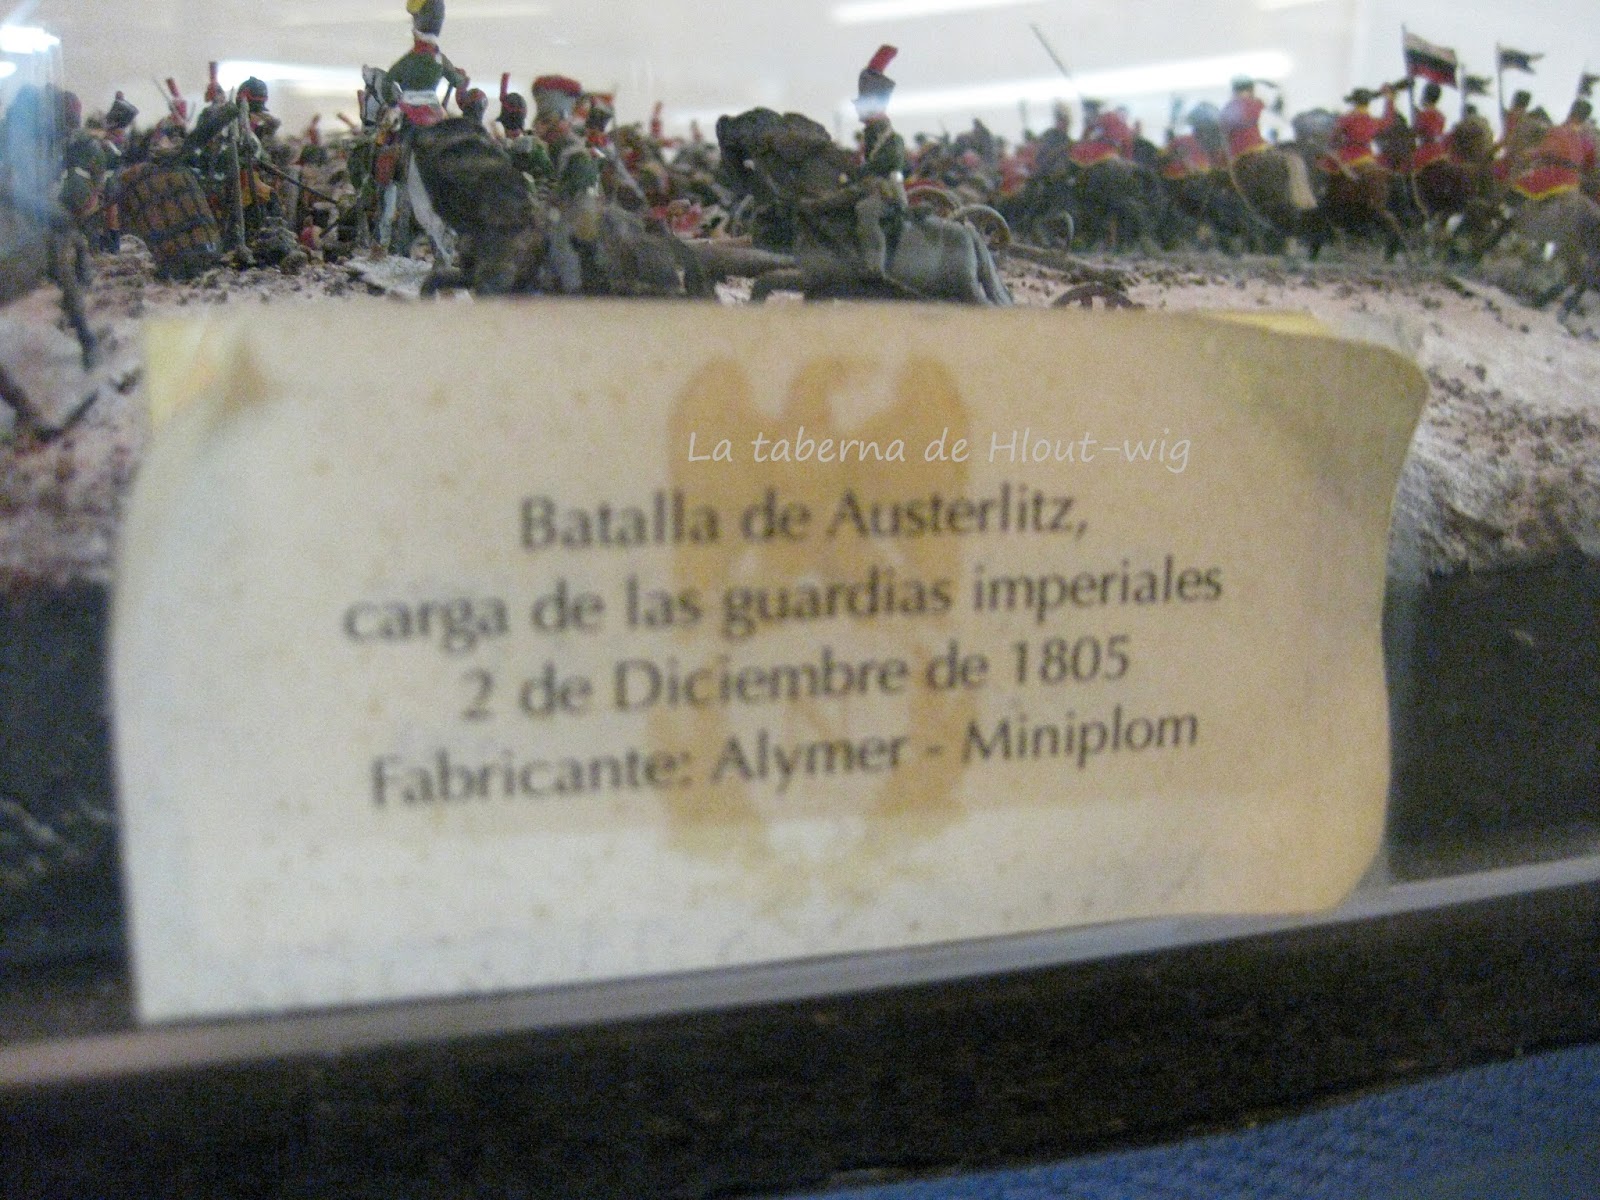 La taberna de Hlout-wig
Batalla de Austerlitz,
carga de las guardias imperiales
2 de Diciembre de 1805
Fabricante: Alymer - Miniplom